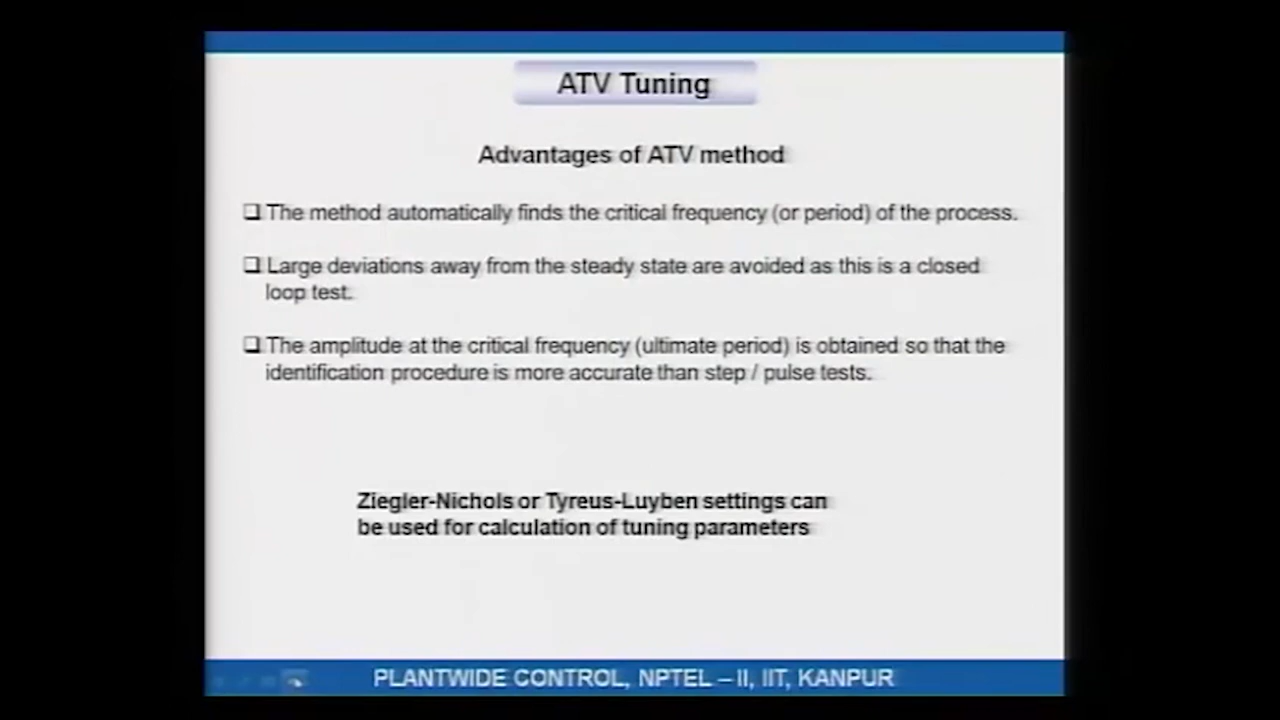 ATV Tuning
Advantages of ATV method
❑ The method automatically finds the critical frequency (or period) of the process.
❑ Large deviations away from the steady state are avoided as this is a closed
loop test.
❑ The amplitude at the critical frequency (ultimate period) is obtained so that the
identification procedure is more accurate than step / pulse tests.
Ziegler-Nichols or Tyreus-Luyben settings can
be used for calculation of tuning parameters
PLANTWIDE CONTROL, NPTEL – II, IIT, KANPUR